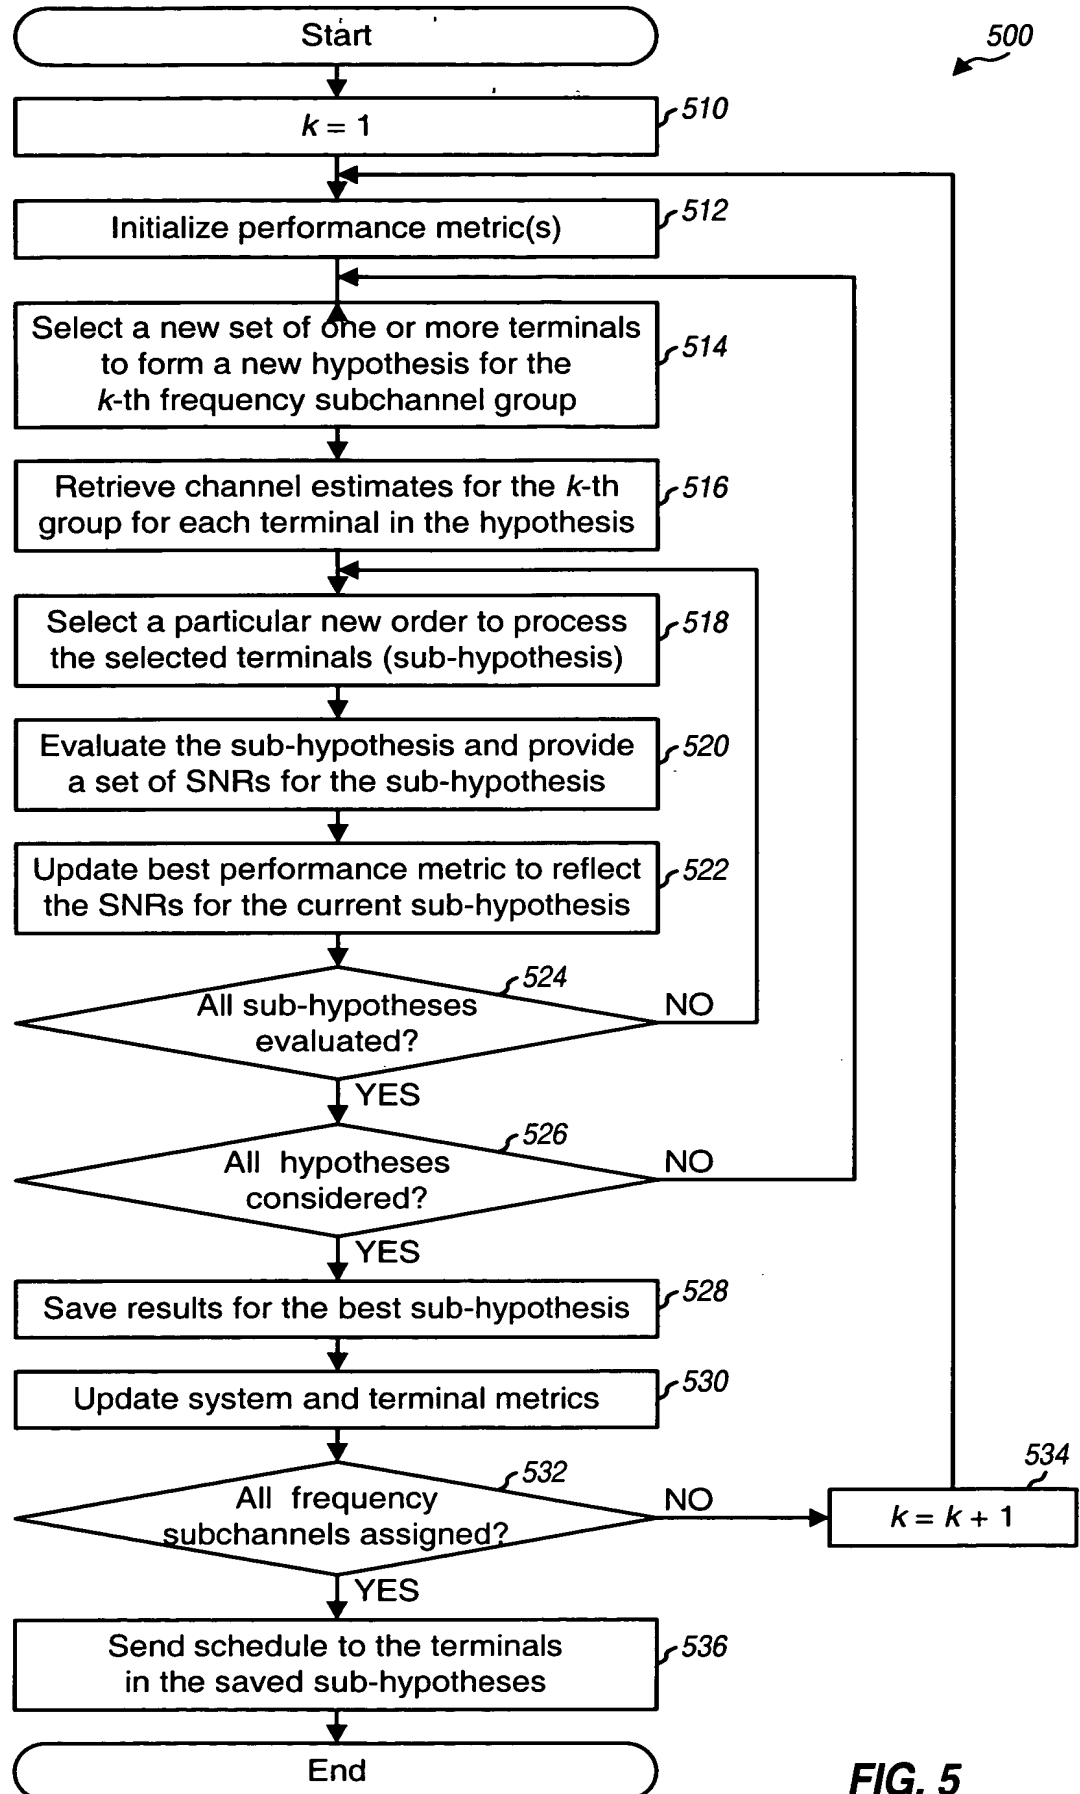 Start
500
k = 1
510
Initialize performance metric(s)
512
Select a new set of one or more terminals
to form a new hypothesis for the
k-th frequency subchannel group
514
Retrieve channel estimates for the k-th
group for each terminal in the hypothesis
516
Select a particular new order to process
the selected terminals (sub-hypothesis)
518
Evaluate the sub-hypothesis and provide
a set of SNRs for the sub-hypothesis
520
Update best performance metric to reflect
the SNRs for the current sub-hypothesis
522
524
All sub-hypotheses
evaluated?
NO
YES
526
All hypotheses
considered?
NO
YES
Save results for the best sub-hypothesis
528
Update system and terminal metrics
530
532
All frequency
subchannels assigned?
NO
534
k = k + 1
YES
Send schedule to the terminals
in the saved sub-hypotheses
536
End
FIG. 5